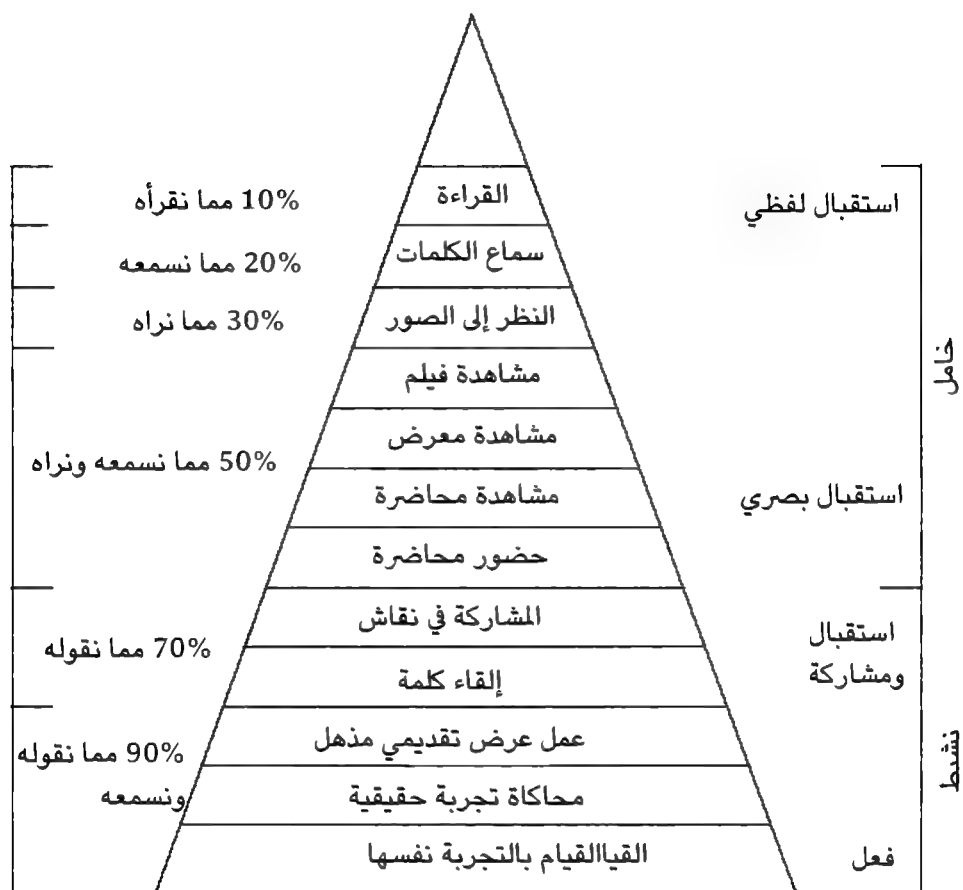 10% مما نقرأه
القراءة
استقبال لفظي
20% مما نسمعه
سماع الكلمات
30% مما نراه
النظر إلى الصور
خامل
مشاهدة فيلم
مشاهدة معرض
50% مما نسمعه ونراه
مشاهدة محاضرة
استقبال بصري
حضور محاضرة
المشاركة في نقاش
استقبال
ومشاركة
70% مما نقوله
إلقاء كلمة
عمل عرض تقديمي مذهل
نشيط
90% مما نقوله
ونسمعه
محاكاة تجربة حقيقية
القياالقيام بالتجربة نفسها
فعل